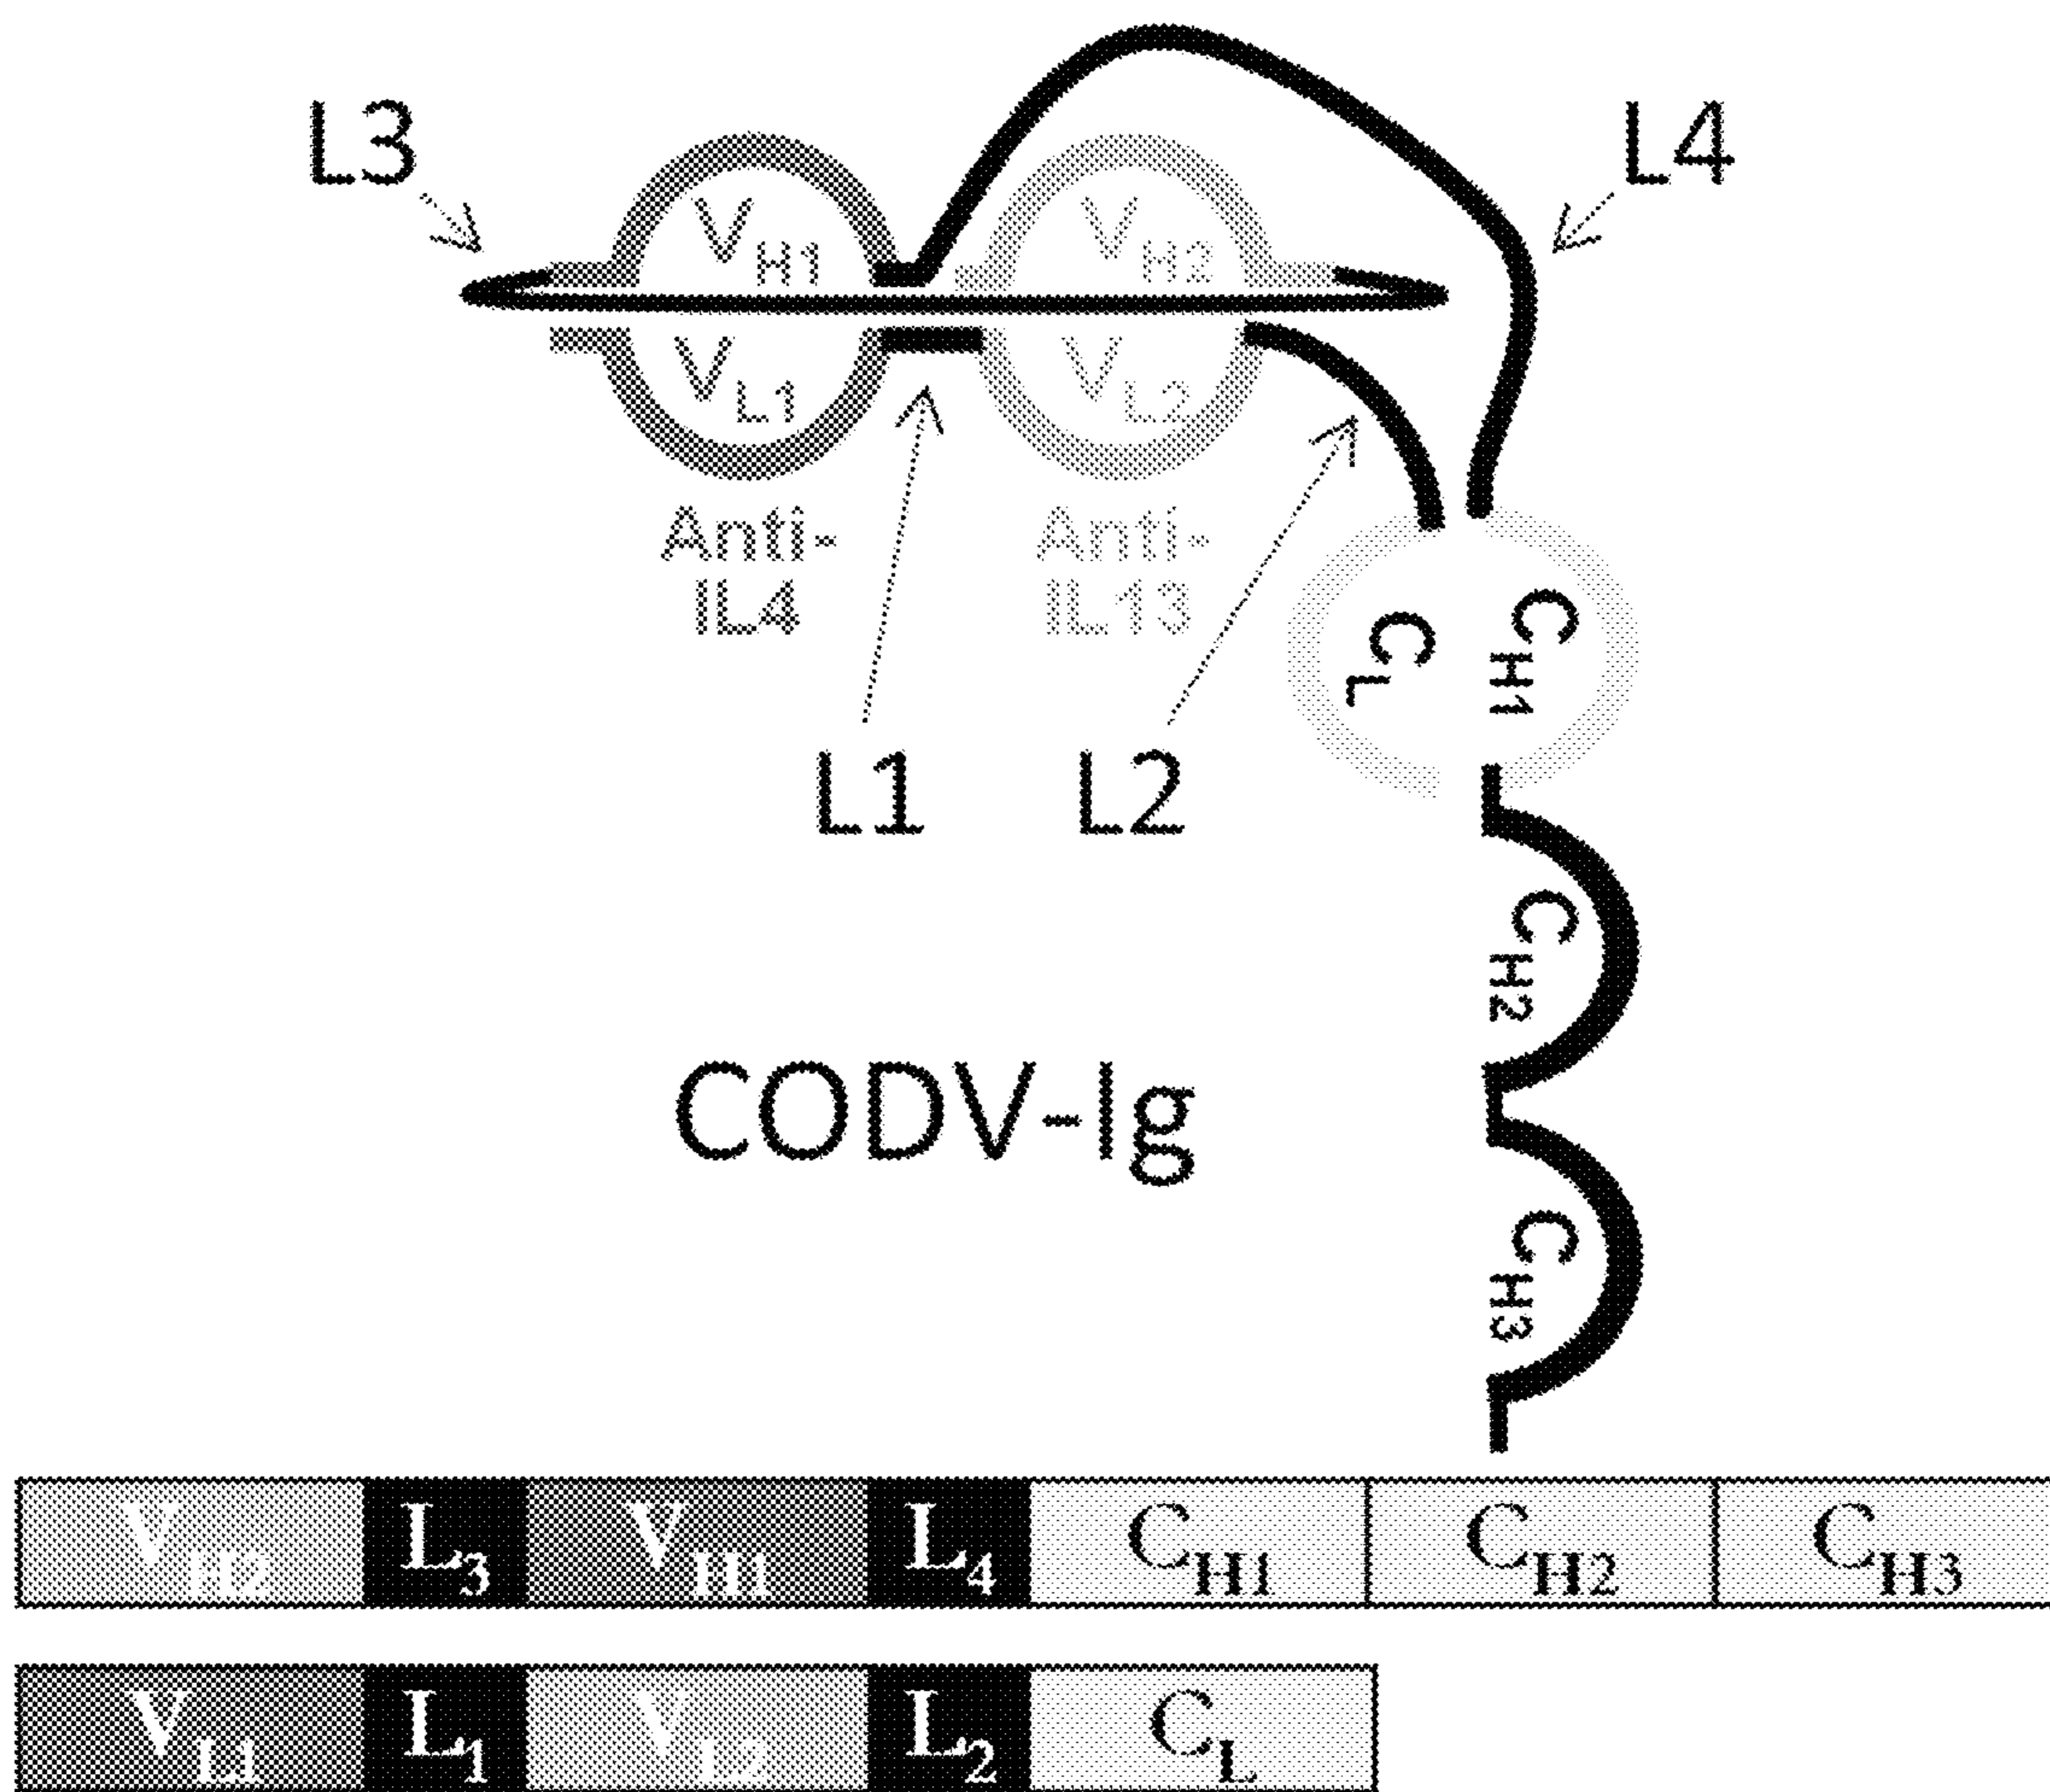 L3
L4
VH1
VH2
VL1
VL2
Anti-
IL4
Anti-
IL13
CH1
CL
L1
L2
CH2
CODV-Ig
CH3
VH2 L3 VH1 L4 CH1 CH2 CH3
VL1 L1 VL2 L2 CL